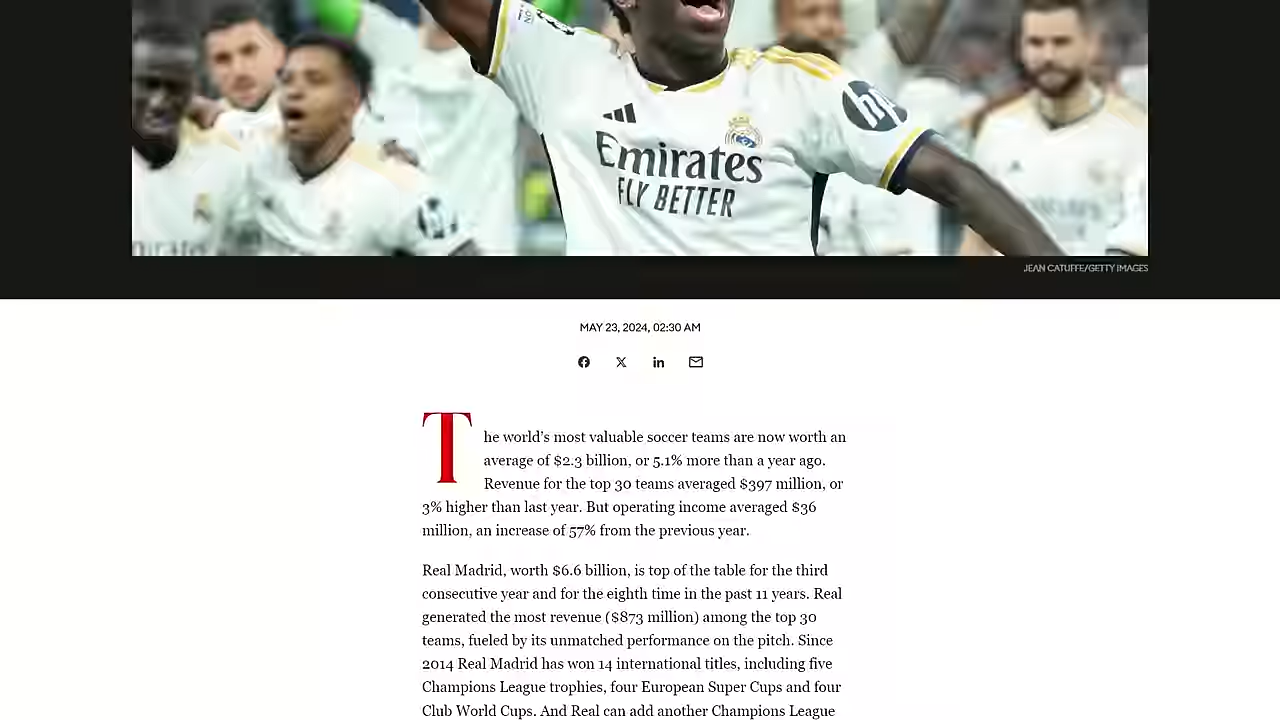 hp
Emirates
FLY BETTER
JEAN CATUFFE/GETTY IMAGES
MAY 23, 2024, 02:30 AM
The world’s most valuable soccer teams are now worth an
average of $2.3 billion, or 5.1% more than a year ago.
Revenue for the top 30 teams averaged $397 million, or
3% higher than last year. But operating income averaged $36
million, an increase of 57% from the previous year.
Real Madrid, worth $6.6 billion, is top of the table for the third
consecutive year and for the eighth time in the past 11 years. Real
generated the most revenue ($873 million) among the top 30
teams, fueled by its unmatched performance on the pitch. Since
2014 Real Madrid has won 14 international titles, including five
Champions League trophies, four European Super Cups and four
Club World Cups. And Real can add another Champions League